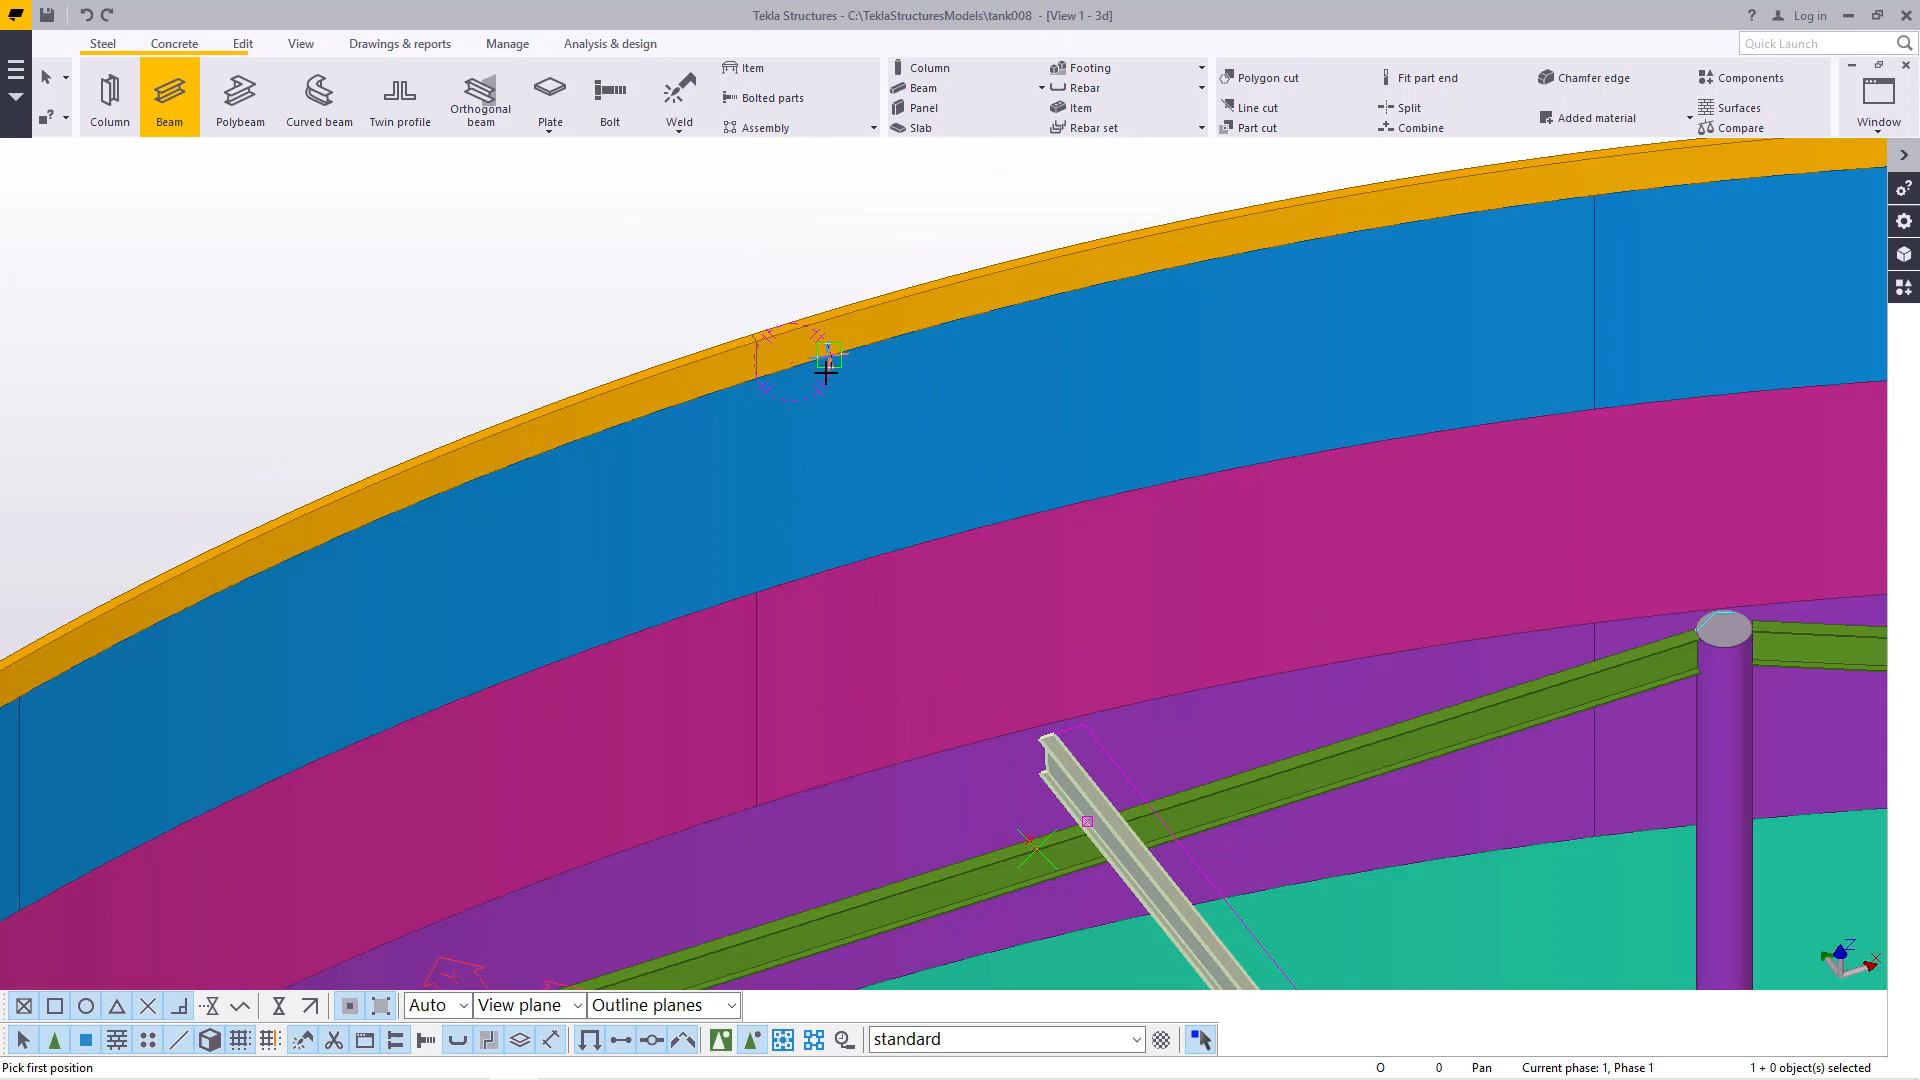 Tekla Structures - C:\TeklaStructuresModels\tank008 - [View 1 - 3d]
? Log in
Steel Concrete Edit View Drawings & reports Manage Analysis & design
Quick Launch
Column
Beam
Polybeam
Curved beam
Twin profile
Orthogonal
beam
Plate
Bolt
Weld
Item
Bolted parts
Assembly
Column
Beam
Panel
Slab
Footing
Rebar
Item
Rebar set
Polygon cut
Line cut
Part cut
Fit part end
Split
Combine
Chamfer edge
Added material
Components
Surfaces
Compare
Window
Z
X
Auto View plane Outline planes
standard
Pick first position O 0 Pan Current phase: 1, Phase 1 1 + 0 object(s) selected